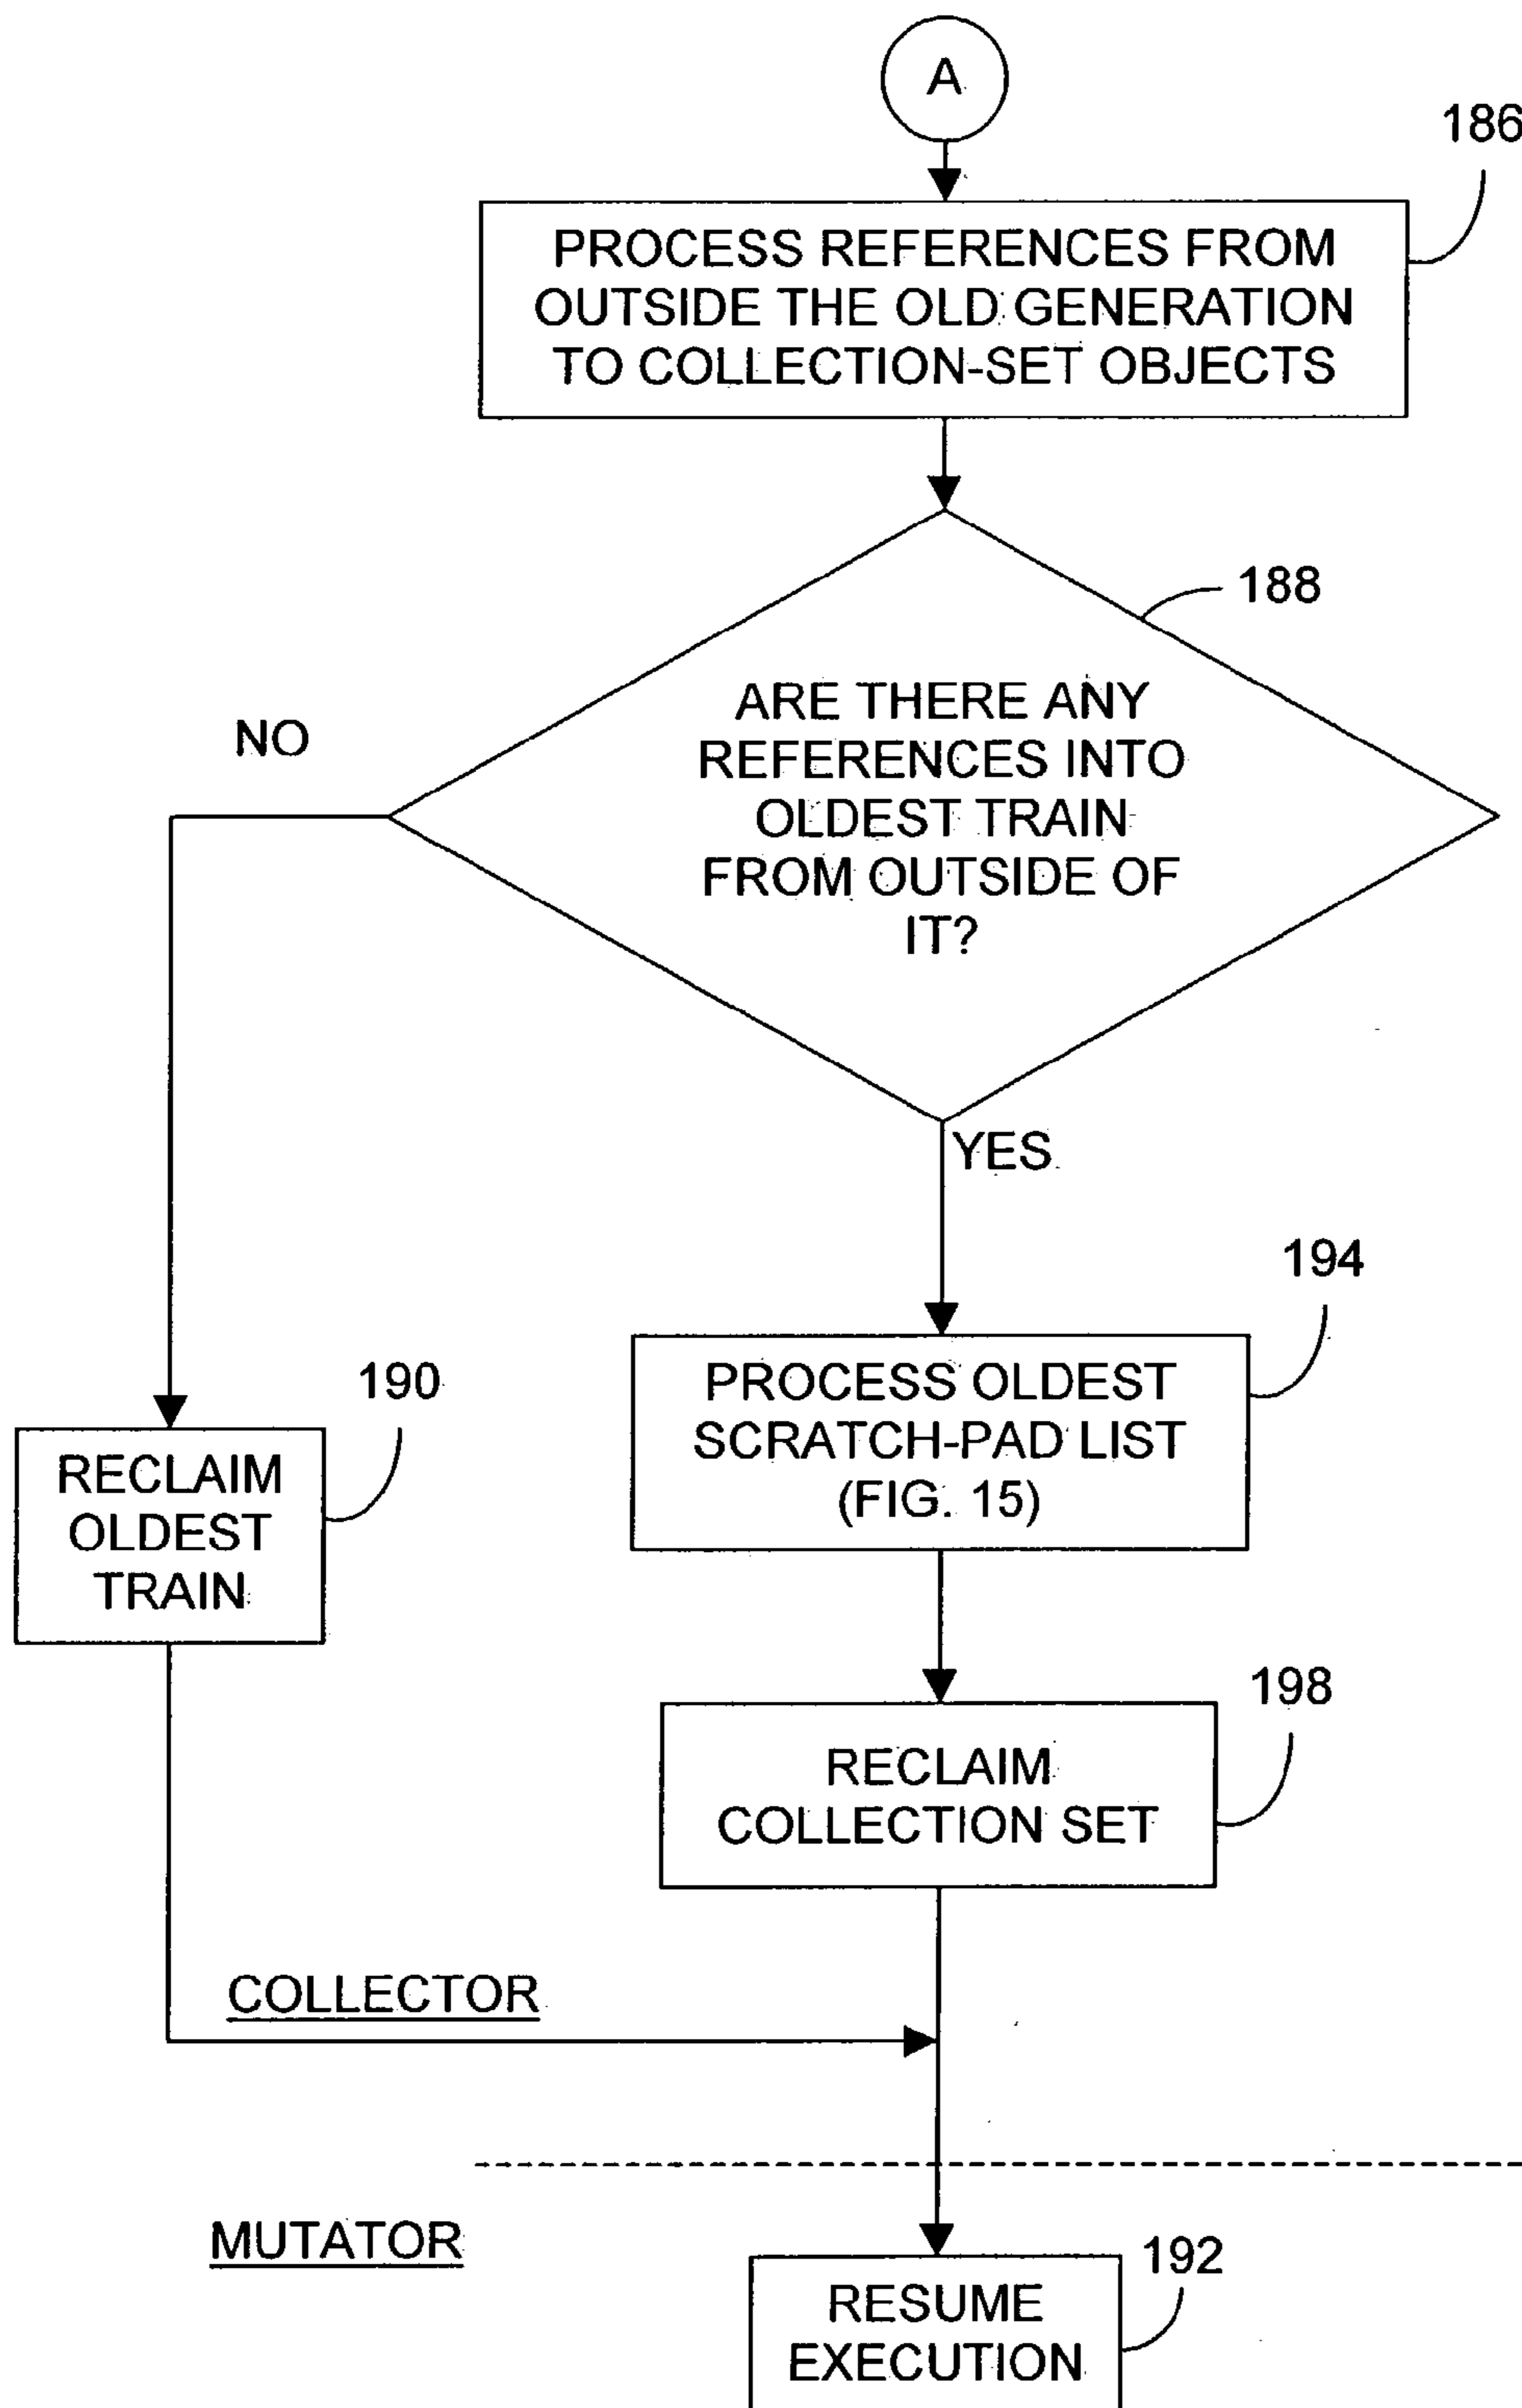 A
186
PROCESS REFERENCES FROM
OUTSIDE THE OLD GENERATION
TO COLLECTION-SET OBJECTS
188
ARE THERE ANY
REFERENCES INTO
OLDEST TRAIN
FROM OUTSIDE OF
IT?
NO
YES
194
PROCESS OLDEST
SCRATCH-PAD LIST
(FIG. 15)
190
RECLAIM
OLDEST
TRAIN
198
RECLAIM
COLLECTION SET
COLLECTOR
MUTATOR
192
RESUME
EXECUTION